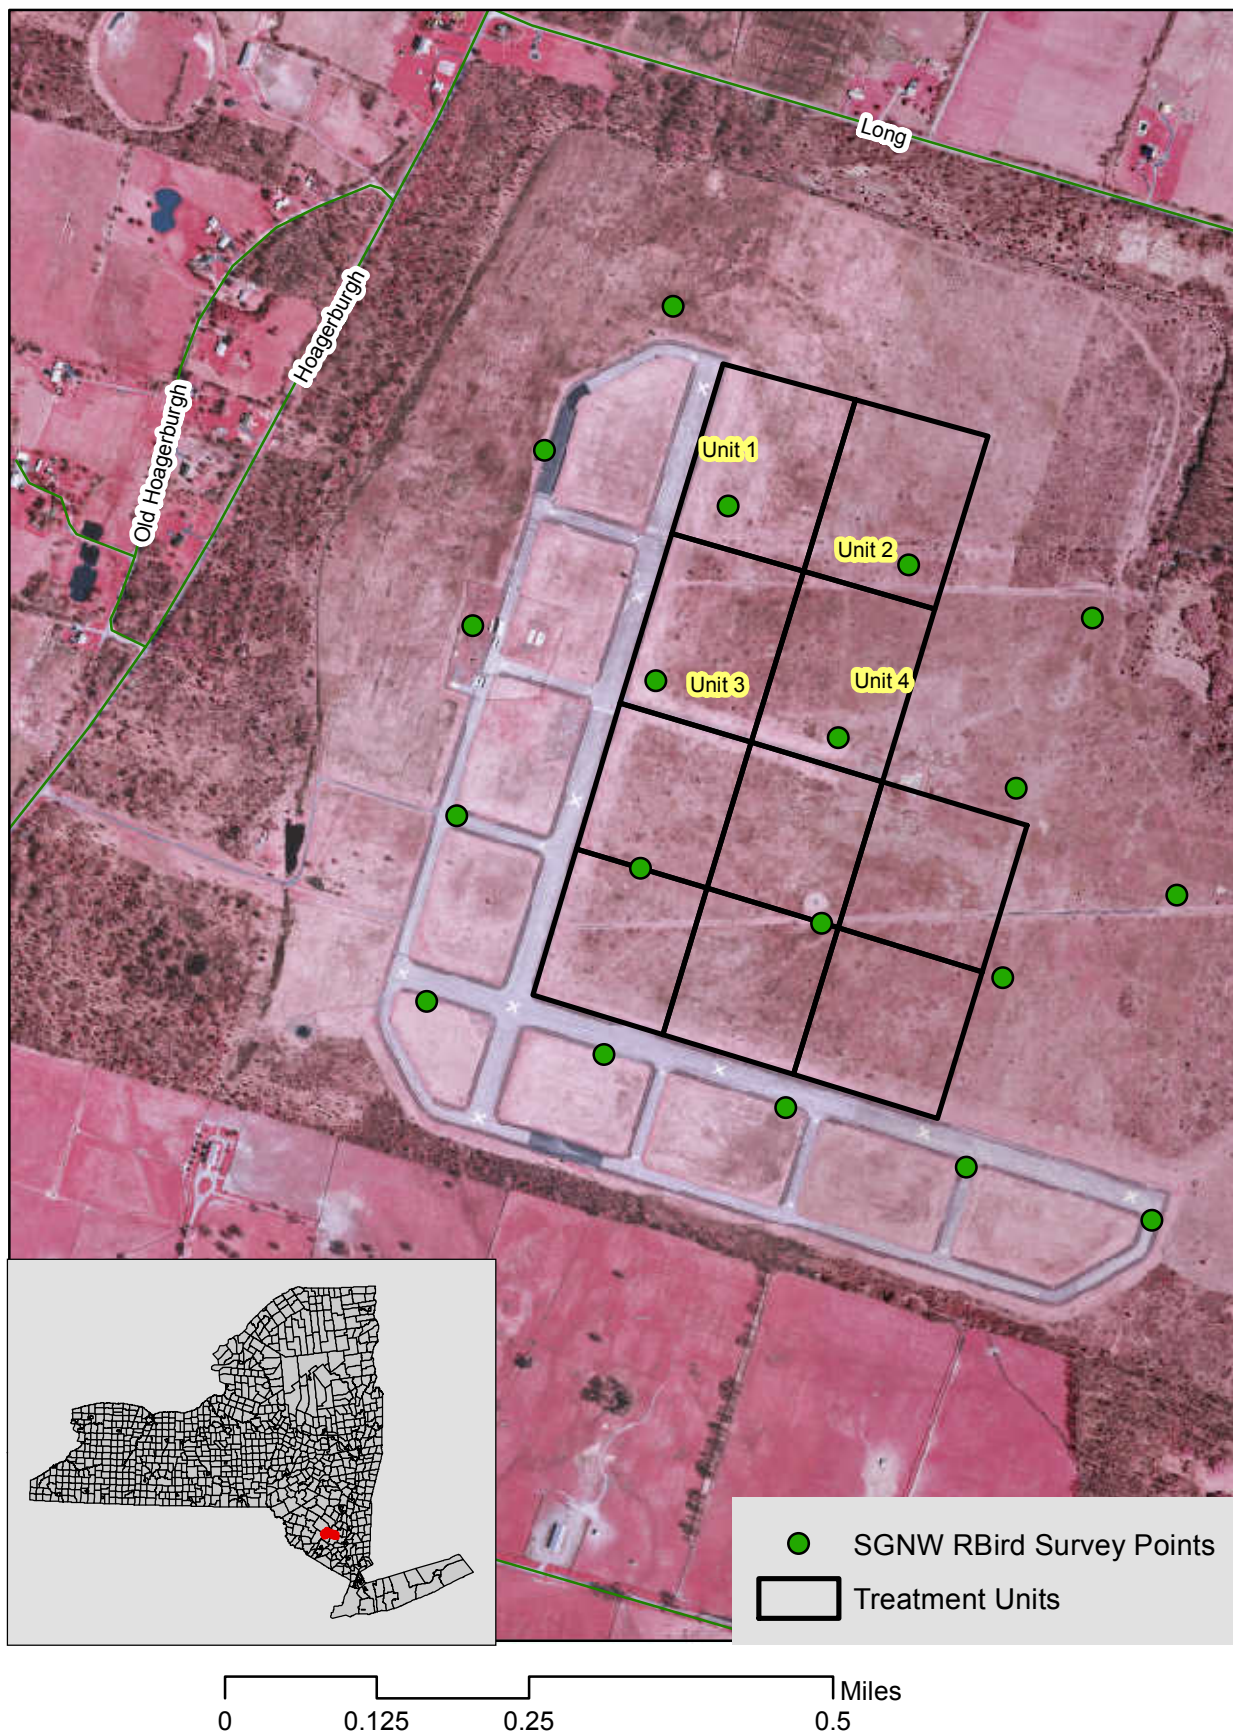 Long
Hoagerburgh
Old Hoagerburgh
Unit 1
Unit 2
Unit 3
Unit 4
SGNW RBird Survey Points
Treatment Units
Miles
0 0.125 0.25 0.5